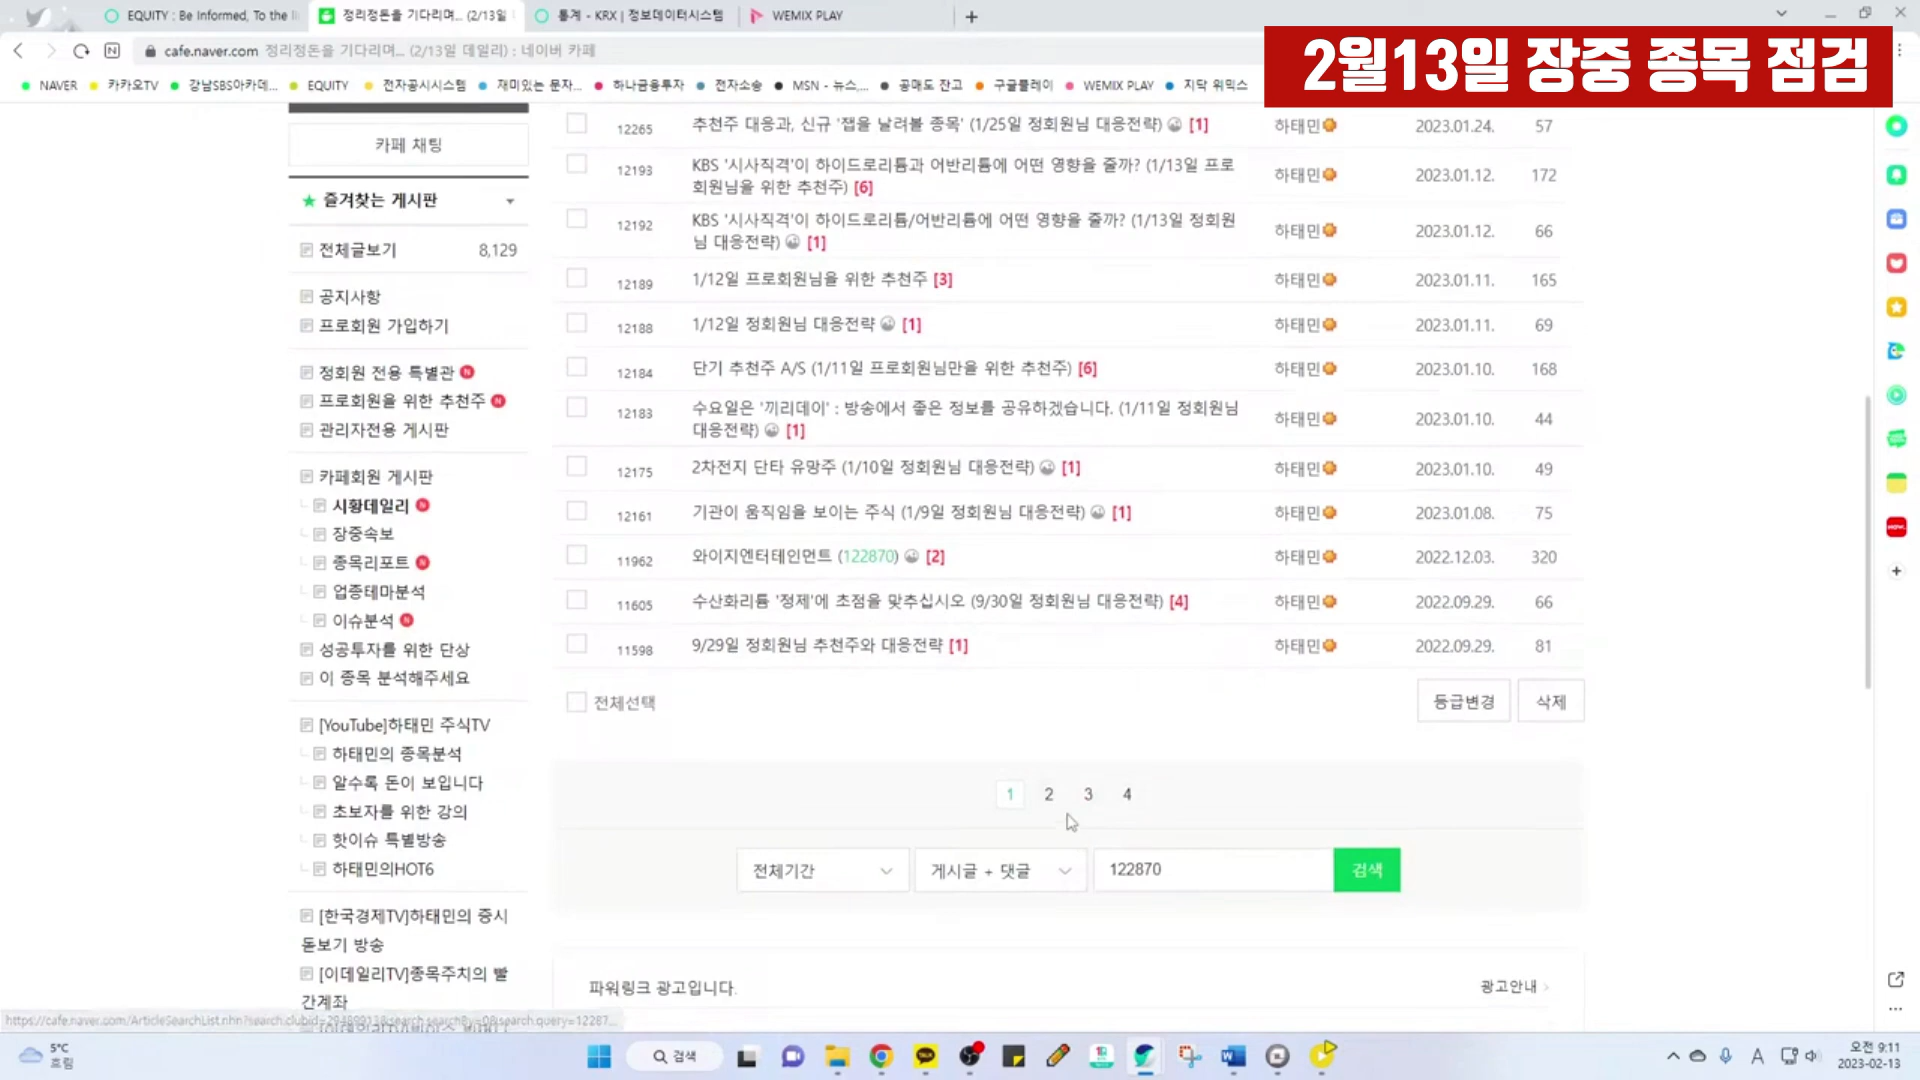 EQUITY : Be Informed, To the
정리정돈을 기다리며... (2/13일
통계 - KRX | 정보데이터시스템
WEMIX PLAY
cafe.naver.com 정리정돈을 기다리며... (2/13일 데일리) : 네이버 카페
2월13일 장중 종목 점검
NAVER
카카오TV
강남SBS아카데...
EQUITY
전자공시시스템
재미있는 문자...
하나금융투자
전자소송
MSN - 뉴스,...
공매도 잔고
구글플레이
WEMIX PLAY
지닥 위믹스
카페 채팅
즐겨찾는 게시판
전체글보기 8,129
공지사항
프로회원 가입하기
정회원 전용 특별관 N
프로회원을 위한 추천주 N
관리자전용 게시판
카페회원 게시판
시황데일리 N
장중속보
종목리포트 N
업종테마분석
이슈분석 N
성공투자를 위한 단상
이 종목 분석해주세요
[YouTube]하태민 주식TV
하태민의 종목분석
알수록 돈이 보입니다
초보자를 위한 강의
핫이슈 특별방송
하태민의HOT6
[한국경제TV]하태민의 증시
돋보기 방송
[이데일리TV]종목주치의 빨
간계좌
12265 추천주 대응과, 신규 '잽을 날려볼 종목' (1/25일 정회원님 대응전략) [1] 하태민 2023.01.24. 57
12193 KBS '시사직격'이 하이드로리튬과 어반리튬에 어떤 영향을 줄까? (1/13일 프로
회원님을 위한 추천주) [6] 하태민 2023.01.12. 172
12192 KBS '시사직격'이 하이드로리튬/어반리튬에 어떤 영향을 줄까? (1/13일 정회원
님 대응전략) [1] 하태민 2023.01.12. 66
12189 1/12일 프로회원님을 위한 추천주 [3] 하태민 2023.01.11. 165
12188 1/12일 정회원님 대응전략 [1] 하태민 2023.01.11. 69
12184 단기 추천주 A/S (1/11일 프로회원님만을 위한 추천주) [6] 하태민 2023.01.10. 168
12183 수요일은 '끼리데이' : 방송에서 좋은 정보를 공유하겠습니다. (1/11일 정회원님
대응전략) [1] 하태민 2023.01.10. 44
12175 2차전지 단타 유망주 (1/10일 정회원님 대응전략) [1] 하태민 2023.01.10. 49
12161 기관이 움직임을 보이는 주식 (1/9일 정회원님 대응전략) [1] 하태민 2023.01.08. 75
11962 와이지엔터테인먼트 (122870) [2] 하태민 2022.12.03. 320
11605 수산화리튬 '정제'에 초점을 맞추십시오 (9/30일 정회원님 대응전략) [4] 하태민 2022.09.29. 66
11598 9/29일 정회원님 추천주와 대응전략 [1] 하태민 2022.09.29. 81
전체선택
등급변경 삭제
1 2 3 4
전체기간 게시글 + 댓글 122870 검색
파워링크 광고입니다.
광고안내
5°C
흐림
검색
A
오전 9:11
2023-02-13